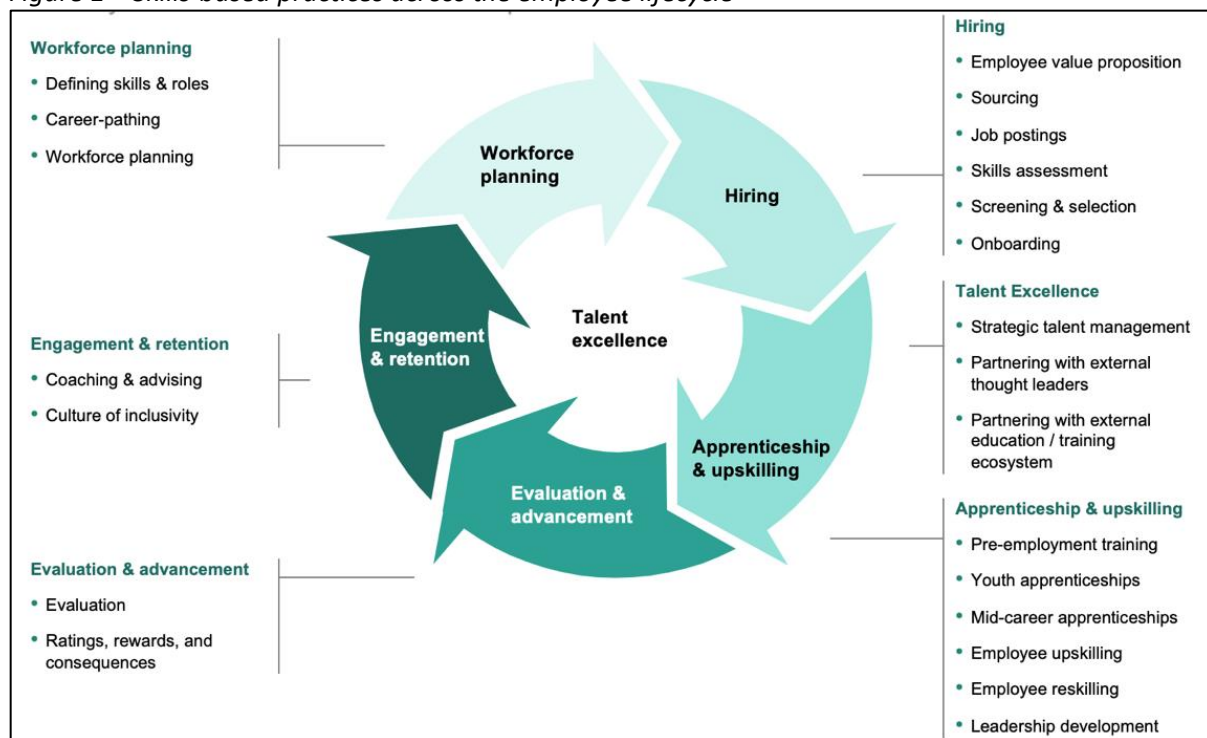 Workforce planning
• Defining skills & roles
• Career-pathing
• Workforce planning
Engagement & retention
• Coaching & advising
• Culture of inclusivity
Evaluation & advancement
• Evaluation
• Ratings, rewards, and
consequences
Workforce
planning
Hiring
Talent
excellence
Engagement
& retention
Apprenticeship
& upskilling
Evaluation &
advancement
Hiring
• Employee value proposition
• Sourcing
• Job postings
• Skills assessment
• Screening & selection
• Onboarding
Talent Excellence
• Strategic talent management
• Partnering with external
thought leaders
• Partnering with external
education / training
ecosystem
Apprenticeship & upskilling
• Pre-employment training
• Youth apprenticeships
• Mid-career apprenticeships
• Employee upskilling
• Employee reskilling
• Leadership development